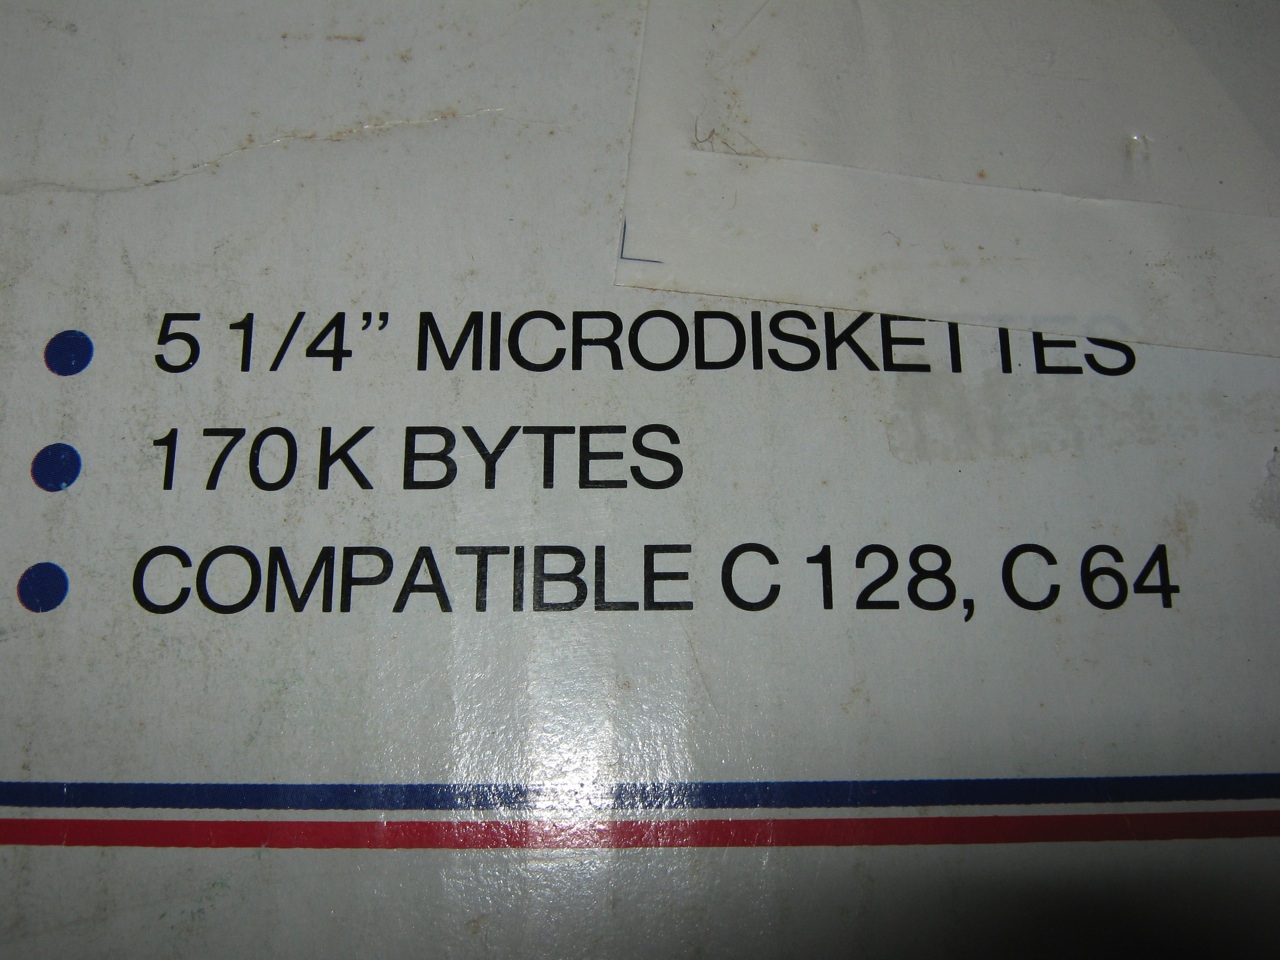 5 1/4” MICRODISKETTES
170 K BYTES
COMPATIBLE C 128, C 64